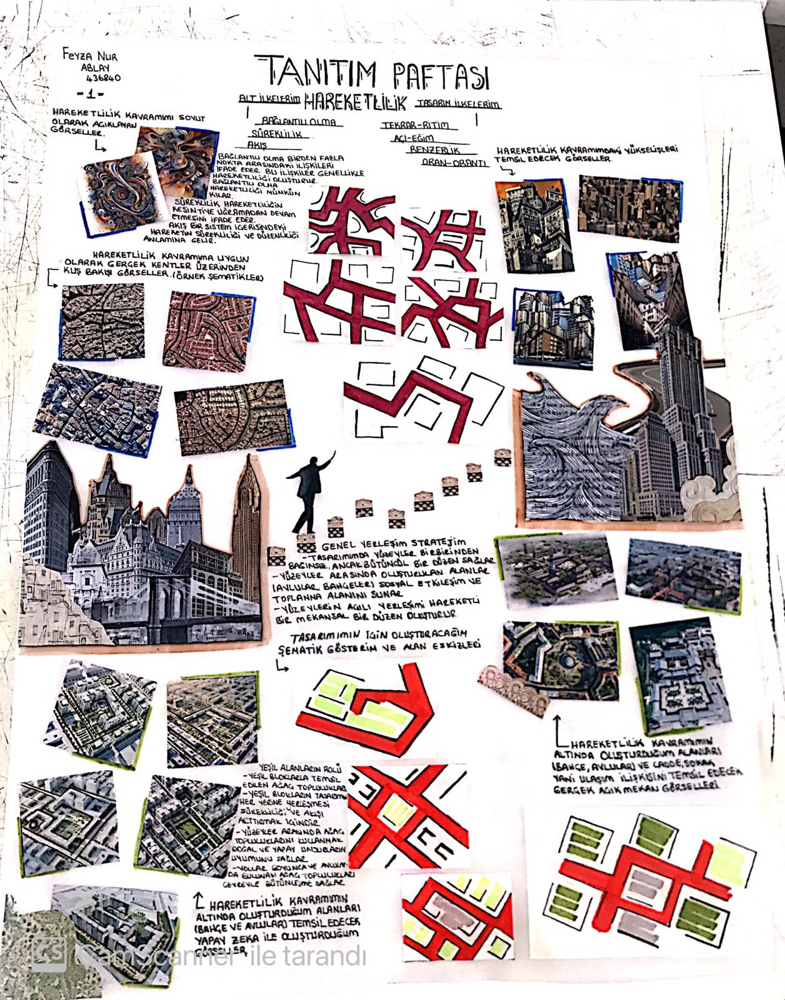 FEYZA NUR
ABLAY
436840
-1-
TANITIM PAFTASI
ALT İLKELERİM HAREKETLİLİK TASARIM İLKELERİM
BAĞLANTILI OLMA
SÜREKLİLİK
AKIŞ
TEKRAR-RİTİM
AÇI-EĞİM
BENZERLİK
ORAN-ORANTI
HAREKETLİLİK KAVRAMIMI SOYUT
OLARAK AÇIKLAYAN
GÖRSELLER.
BAĞLANTILI OLMA BİRDEN FAZLA
NOKTA ARASINDAKİ İLİŞKİLERİ
İFADE EDER. BU İLİŞKİLER GENELLİKLE
HAREKETLİLİĞİ OLUŞTURUR.
BAĞLANTILI OLMA
HAREKETLİLİĞİ MÜMKÜN
KILAR.
SÜREKLİLİK HAREKETLİLİĞİN
KESİNTİYE UĞRAMADAN DEVAM
ETMESİNİ İFADE EDER.
AKIŞ BİR SİSTEM İÇERİSİNDEKİ
HAREKETİN SÜREKLİLİĞİ VE DÜZENLİLİĞİ
ANLAMINA GELİR.
HAREKETLİLİK KAVRAMIMDAKİ YÜKSELİŞLERİ
TEMSİL EDECEK GÖRSELLER.
HAREKETLİLİK KAVRAMIMA UYGUN
OLARAK GERÇEK KENTLER ÜZERİNDEN
KUŞ BAKIŞI GÖRSELLER.(ÖRNEK ŞEMATİKLER)
GENEL YERLEŞİM STRATEJİM
-TASARIMIMDA YÜZEYLER BİRBİRİNDEN
BAĞINSIZ, ANCAK BÜTÜNCÜL BİR DÜZEN SAĞLAR
-YÜZEYLER ARASINDA OLUŞTURULAN ALANLAR
(AVLULAR, BAHÇELER) SOSYAL ETKİLEŞİM VE
TOPLANMA ALANINI SUNAR
-YÜZEYLERİN AÇILI YERLEŞİMİ HAREKETLİ
BİR MEKANSAL BİR DÜZEN OLUŞTURUR
TASARIMIMIN İÇİN OLUŞTURACAĞIM
ŞEMATİK GÖSTERİM VE ALAN ESKİZLERİ
HAREKETLİLİK KAVRAMIMIN
ALTINDA OLUŞTURDUĞUM ALANLARI
(BAHÇE, AVLULAR) VE CADDE, SOKAK
YANİ ULAŞIM İLİŞKİSİNİ TEMSİL EDECEK
GERÇEK AÇIK MEKAN GÖRSELLERİ.
YEŞİL ALANLARIN ROLÜ
-YEŞİL BLOKLARLA TEMSİL
EDİLEN AĞAÇ TOPLULUKLARI
-YEŞİL BLOKLARIN TASARIMIN
HER YERİNE YERLEŞMESİ
SÜREKLİLİĞİ VE AKIŞI
ARTTIRMAK İÇİNDİR
-YÜZEYLER ARASINDA AĞAÇ
TOPLULUKLARINI KULLANMAK
DOĞAL VE YAPAY UNSURLARIN
UYUMUNU SAĞLAR
-YOLLAR BOYUNCA VE AVLULAR-
DA BULUNAN AĞAÇ TOPLULUKLARI
ÇEVREYLE BÜTÜNLEŞME SAĞLAR
HAREKETLİLİK KAVRAMIMIN
ALTINDA OLUŞTURDUĞUM ALANLARI
(BAHÇE VE AVLULAR) TEMSİL EDECEK
YAPAY ZEKA İLE OLUŞTURDUĞUM
GÖRSELLER
CS CamScanner ile tarandı